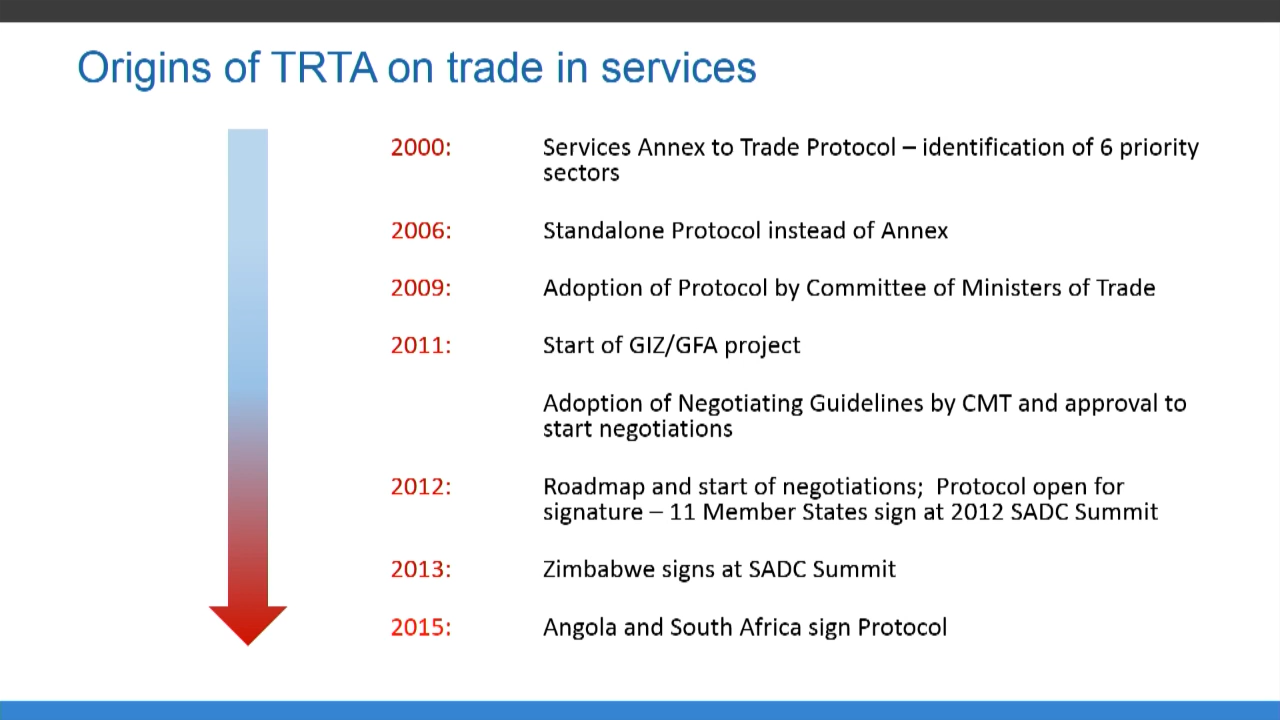 Origins of TRTA on trade in services
2000: Services Annex to Trade Protocol – identification of 6 priority
sectors
2006: Standalone Protocol instead of Annex
2009: Adoption of Protocol by Committee of Ministers of Trade
2011: Start of GIZ/GFA project
Adoption of Negotiating Guidelines by CMT and approval to
start negotiations
2012: Roadmap and start of negotiations;  Protocol open for
signature – 11 Member States sign at 2012 SADC Summit
2013: Zimbabwe signs at SADC Summit
2015: Angola and South Africa sign Protocol